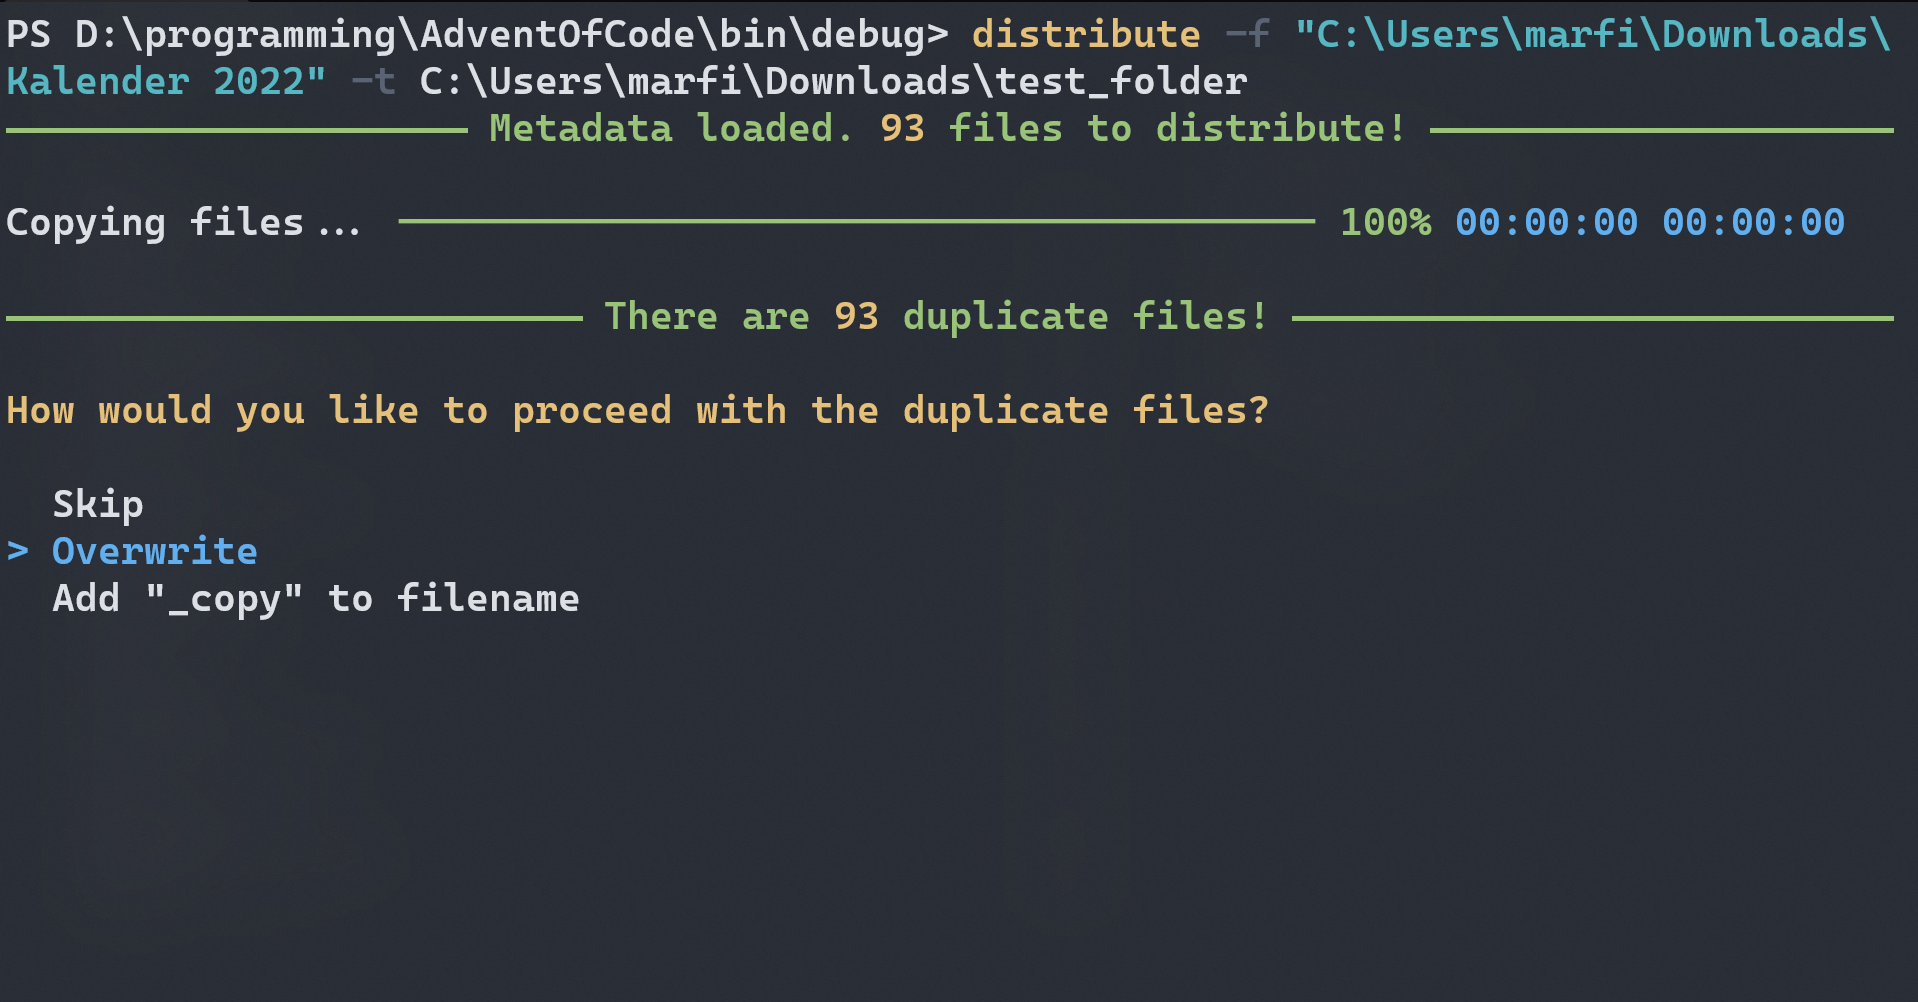 PS D:\programming\AdventOfCode\bin\debug> distribute -f "C:\Users\marfi\Downloads\
Kalender 2022" -t C:\Users\marfi\Downloads\test_folder
Metadata loaded. 93 files to distribute!
Copying files... 100% 00:00:00 00:00:00
There are 93 duplicate files!
How would you like to proceed with the duplicate files?
Skip
> Overwrite
Add "_copy" to filename